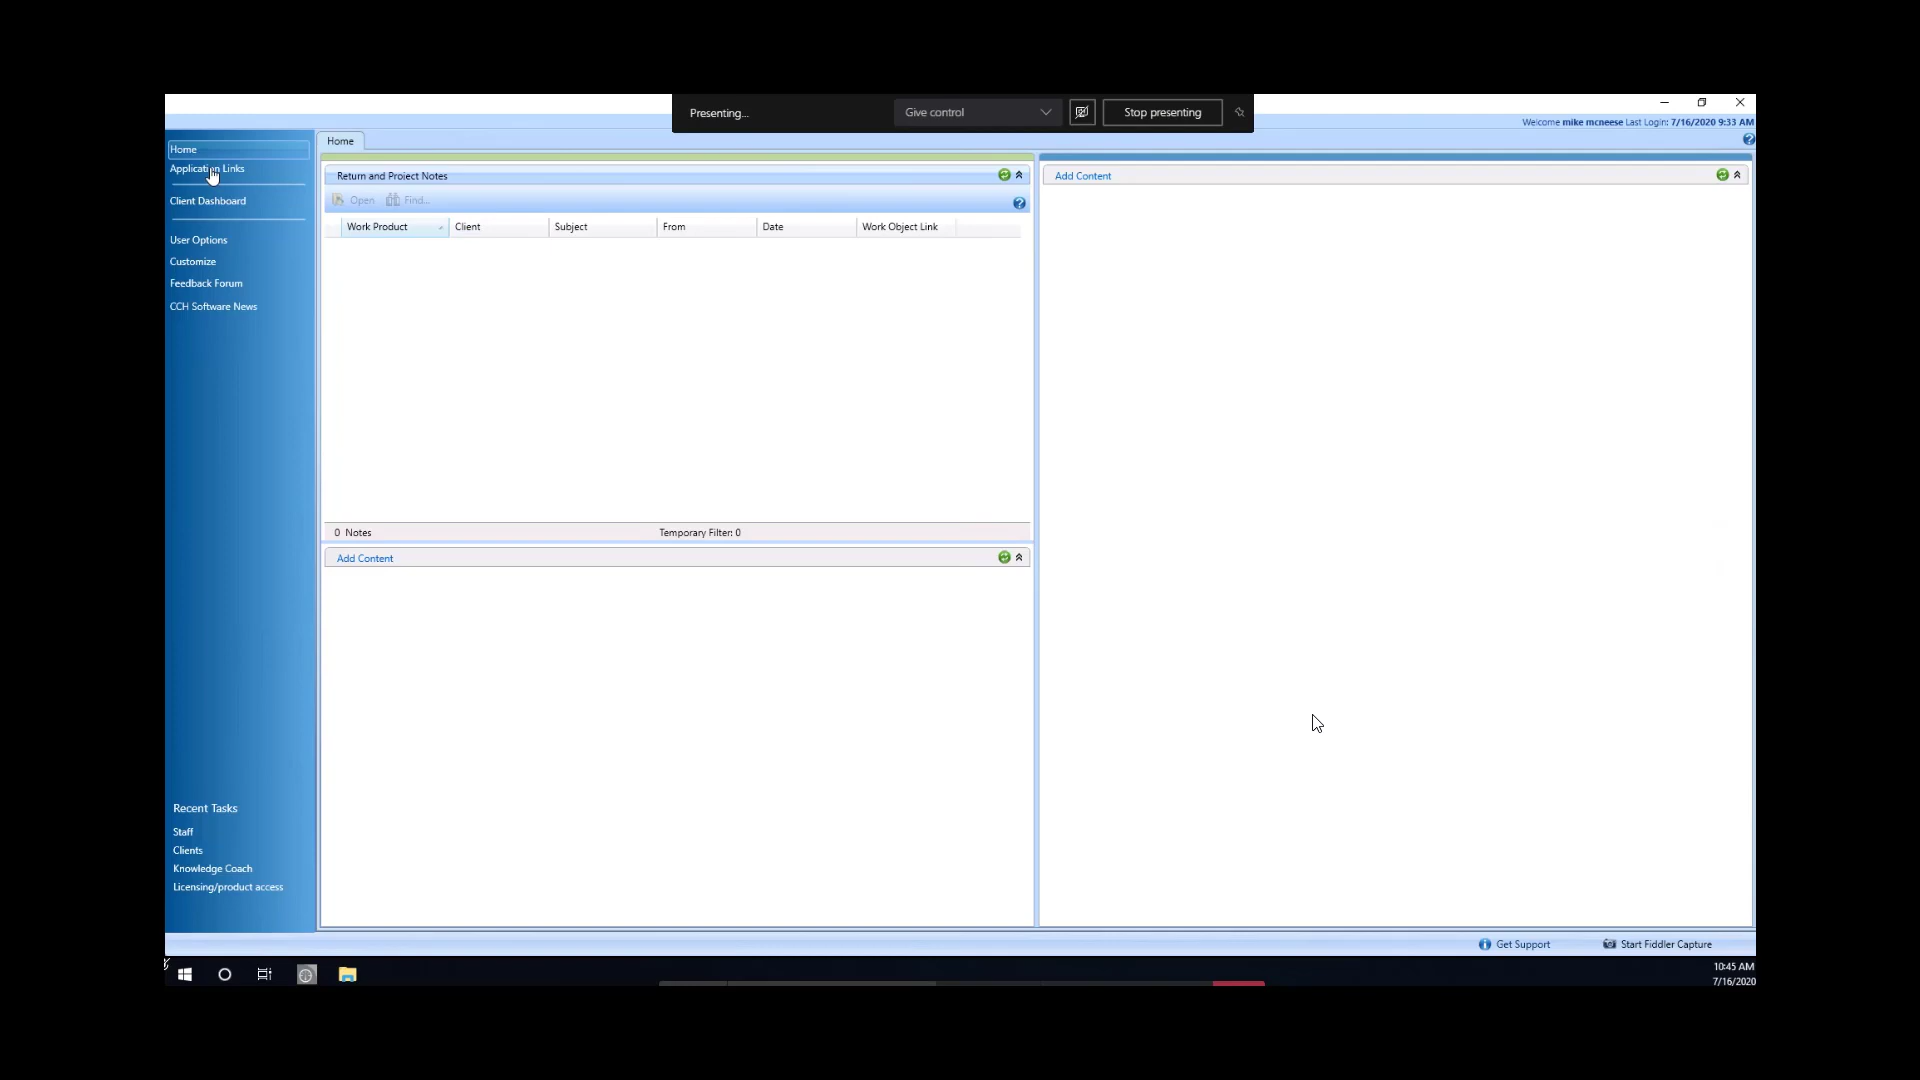 Presenting...
Give control
Stop presenting
Welcome mike mcneese Last Login: 7/16/2020 9:33 AM
Home
Application Links
Client Dashboard
User Options
Customize
Feedback Forum
CCH Software News
Recent Tasks
Staff
Clients
Knowledge Coach
Licensing/product access
Home
Return and Project Notes
Open Find...
Work Product Client Subject From Date Work Object Link
0 Notes Temporary Filter: 0
Add Content
Add Content
Get Support Start Fiddler Capture
10:45 AM
7/16/2020